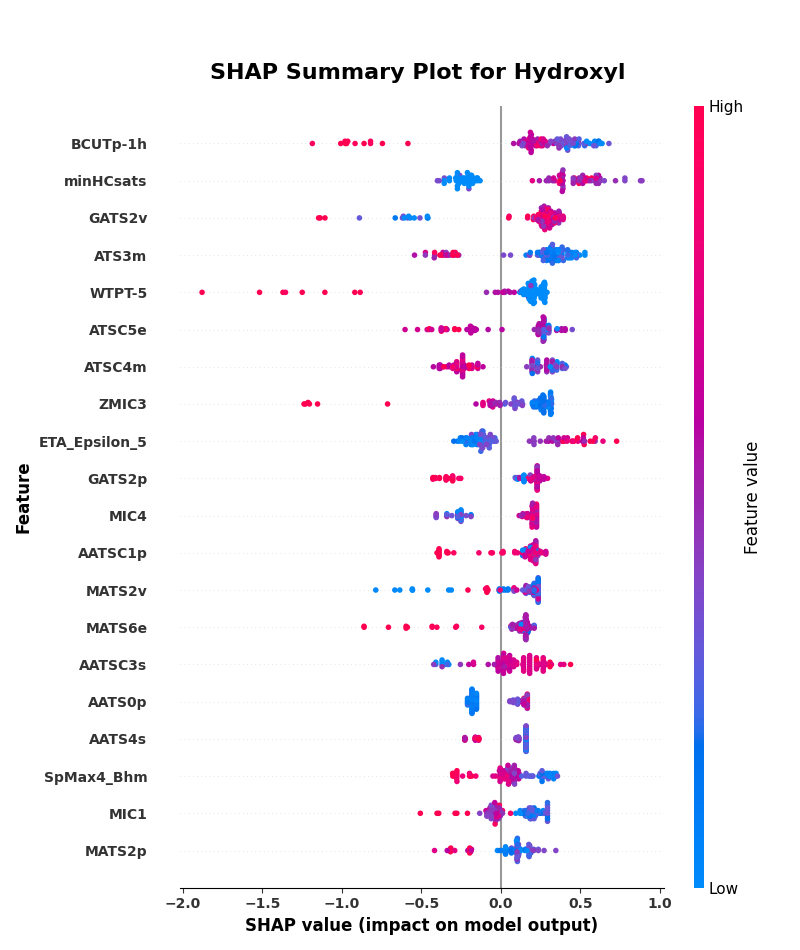 SHAP Summary Plot for Hydroxyl
High
BCUTp-1h
minHCsats
GATS2v
ATS3m
WTPT-5
ATSC5e
ATSC4m
ZMIC3
ETA_Epsilon_5
GATS2p
MIC4
AATSC1p
MATS2v
MATS6e
AATSC3s
AATS0p
AATS4s
SpMax4_Bhm
MIC1
MATS2p
Feature
Feature value
Low
−2.0 −1.5 −1.0 −0.5 0.0 0.5 1.0
SHAP value (impact on model output)